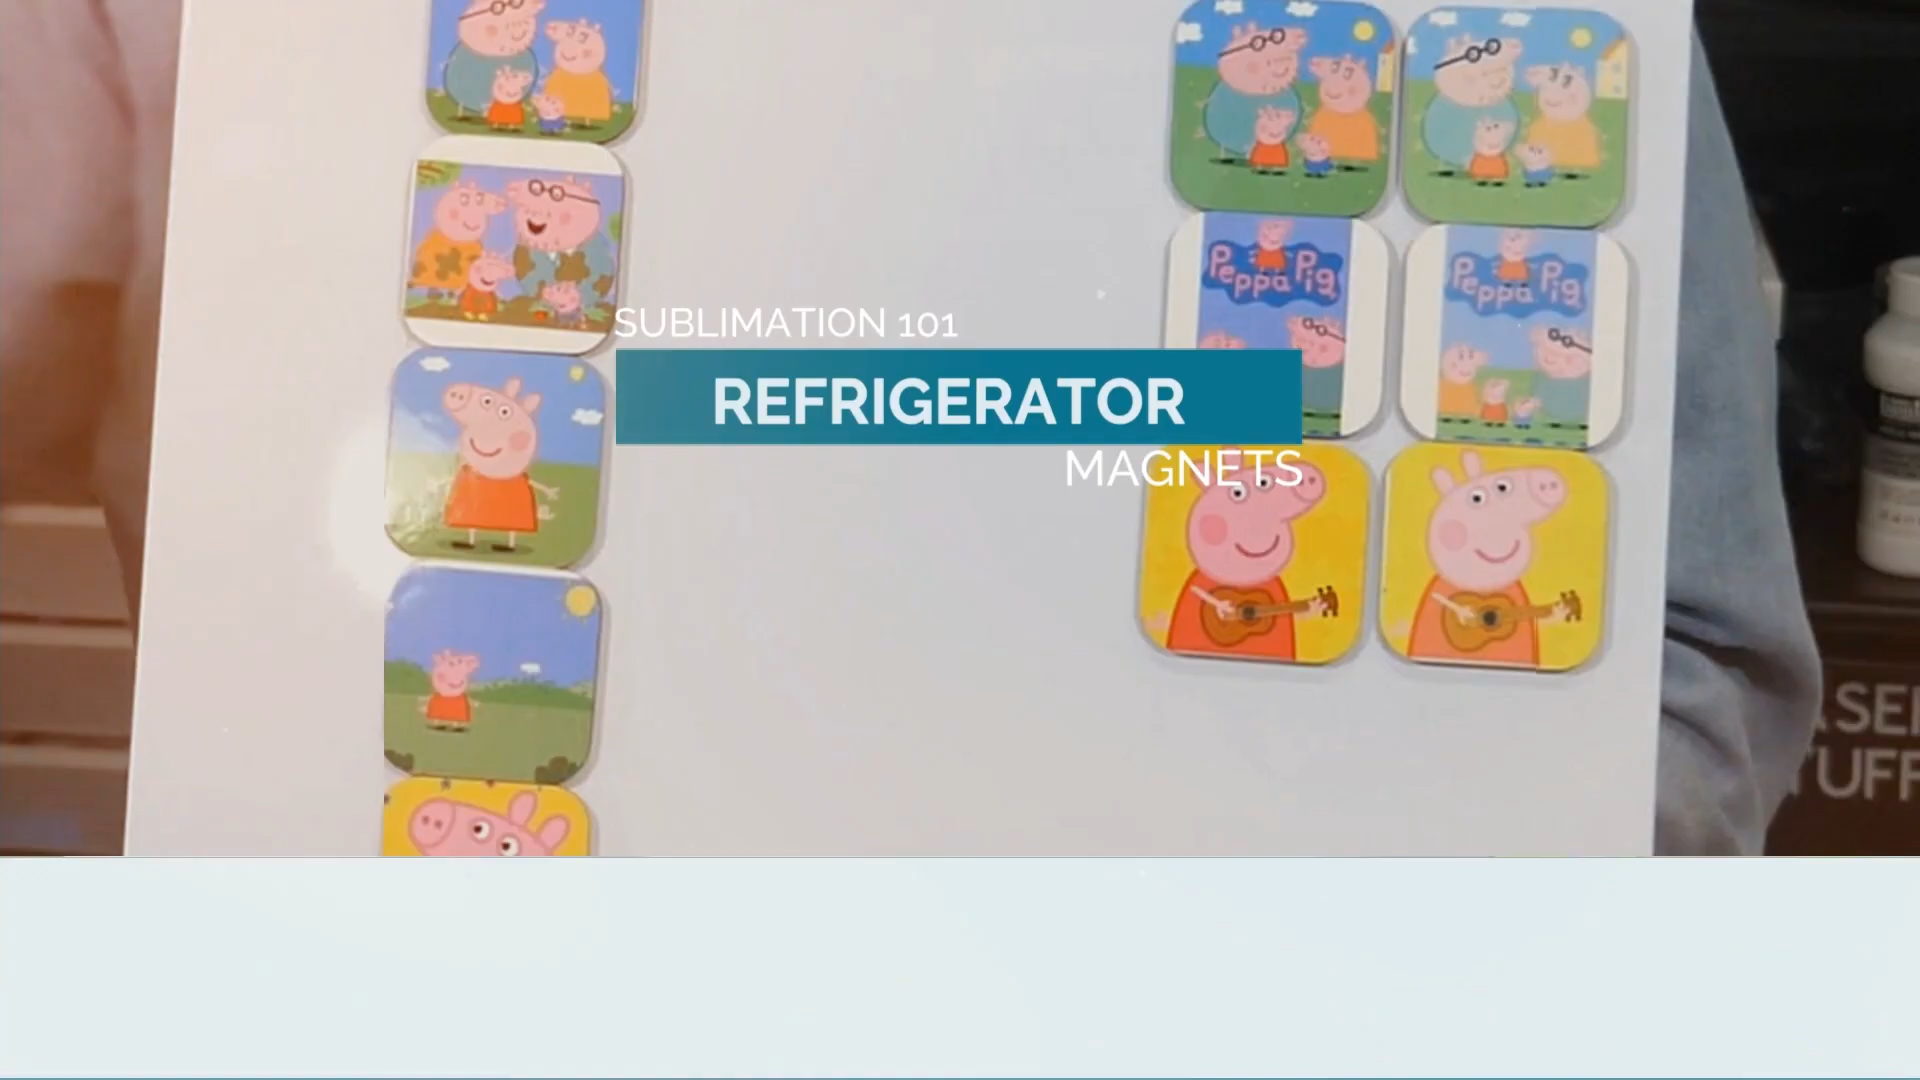 Peppa Pig
Peppa Pig
SUBLIMATION 101
REFRIGERATOR
MAGNETS